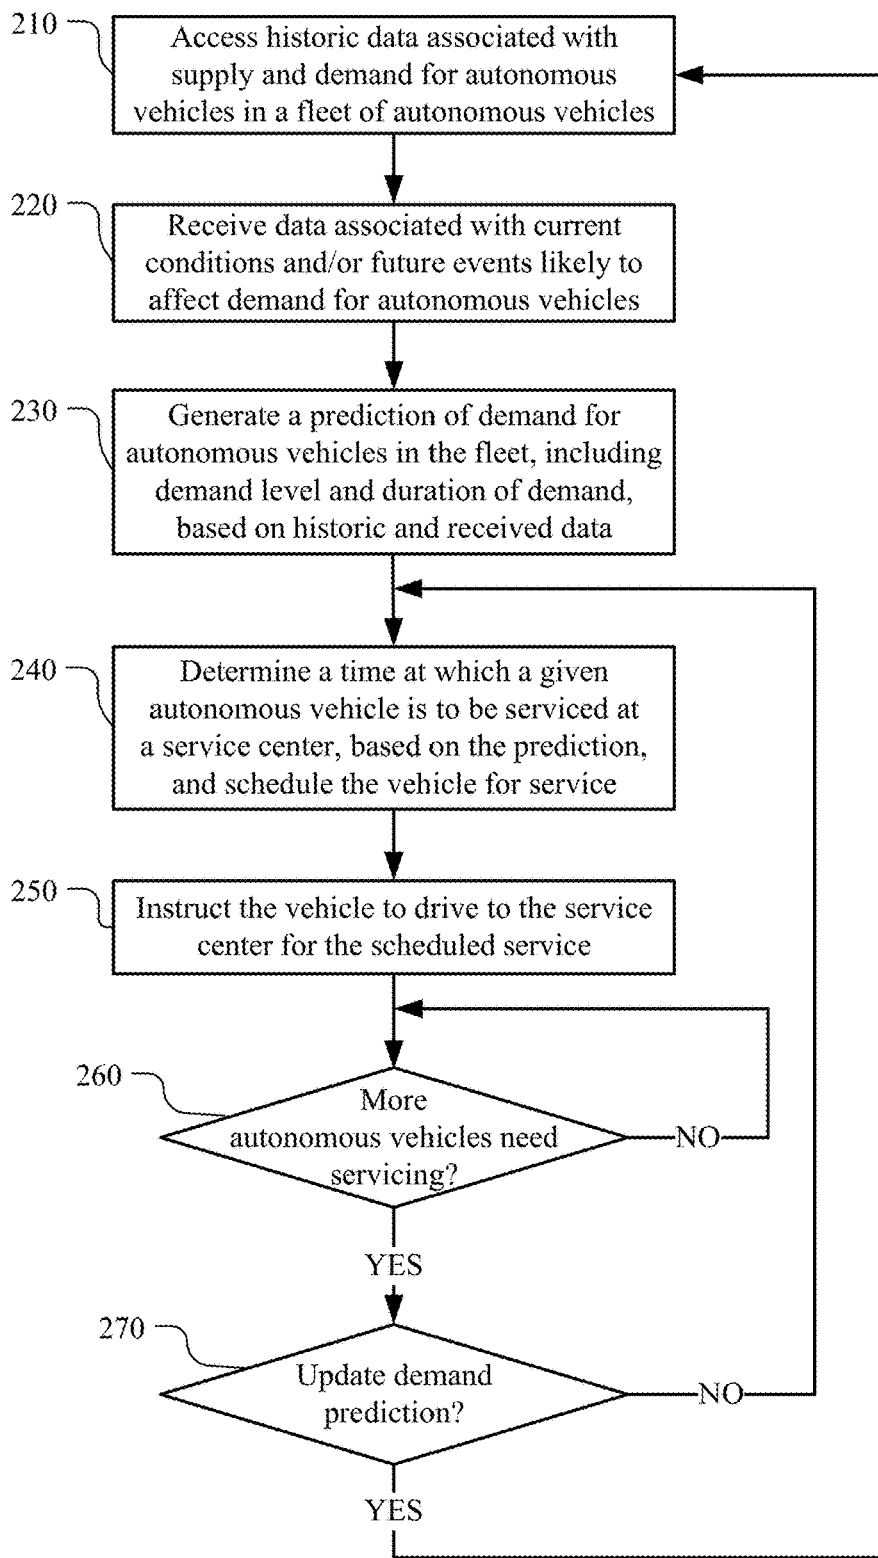 210
Access historic data associated with
supply and demand for autonomous
vehicles in a fleet of autonomous vehicles
220
Receive data associated with current
conditions and/or future events likely to
affect demand for autonomous vehicles
230
Generate a prediction of demand for
autonomous vehicles in the fleet, including
demand level and duration of demand,
based on historic and received data
240
Determine a time at which a given
autonomous vehicle is to be serviced at
a service center, based on the prediction,
and schedule the vehicle for service
250
Instruct the vehicle to drive to the service
center for the scheduled service
260
More
autonomous vehicles need
servicing?
NO
YES
270
Update demand
prediction?
NO
YES